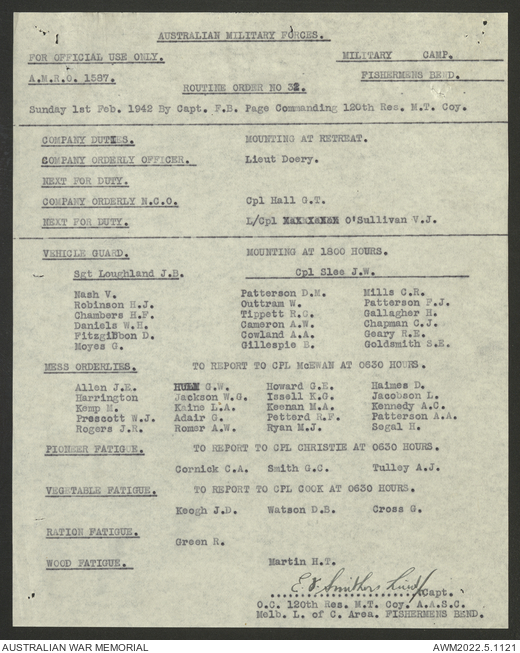 AUSTRALIAN MILITARY FORCES.
FOR OFFICIAL USE ONLY. MILITARY CAMP.
A.M.R.O. 1587. FISHERMENS BEND.
ROUTINE ORDER NO 32.
Sunday 1st Feb. 1942 By Capt. F.B. Page Commanding 120th Res. M.T. Coy.
COMPANY DUTIES. MOUNTING AT RETREAT.
COMPANY ORDERLY OFFICER. Lieut Doery.
NEXT FOR DUTY.
COMPANY ORDERLY N.C.O. Cpl Hall G.T.
NEXT FOR DUTY. L/Cpl O'Sullivan V.J.
VEHICLE GUARD. MOUNTING AT 1800 HOURS.
Sgt Loughland J.B. Cpl Slee J.W.
Nash V. Patterson D.M. Mills C.R.
Robinson H.J. Outtram W. Patterson F.J.
Chambers H.F. Tippett R.O. Gallagher H.
Daniels W.H. Cameron A.W. Chapman C.J.
Fitzgibbon D. Cowland A.A. Geary R.E.
Moyes G. Gillespie B. Goldsmith S.E.
MESS ORDERLIES. TO REPORT TO CPL McEWAN AT 0630 HOURS.
Allen J.E. HULM G.W. Howard G.E. Haimes D.
Harrington Jackson W.G. Issell K.G. Jacobson L.
Kemp M. Kaine L.A. Keenan M.A. Kennedy A.C.
Prescott W.J. Adair G. Petterd R.F. Patterson A.A.
Rogers J.R. Romer A.W. Ryan M.J. Segal H.
PIONEER FATIGUE. TO REPORT TO CPL CHRISTIE AT 0630 HOURS.
Cornick C.A. Smith G.C. Tulley A.J.
VEGETABLE FATIGUE. TO REPORT TO CPL COOK AT 0630 HOURS.
Keogh J.D. Watson D.B. Cross G.
RATION FATIGUE.
Green R.
WOOD FATIGUE. Martin H.T.
........................Capt.
O.C. 120th Res. M.T. Coy. A.A.S.C.
Melb. L. of C. Area. FISHERMENS BEND.
AUSTRALIAN WAR MEMORIAL AWM2022.5.1121